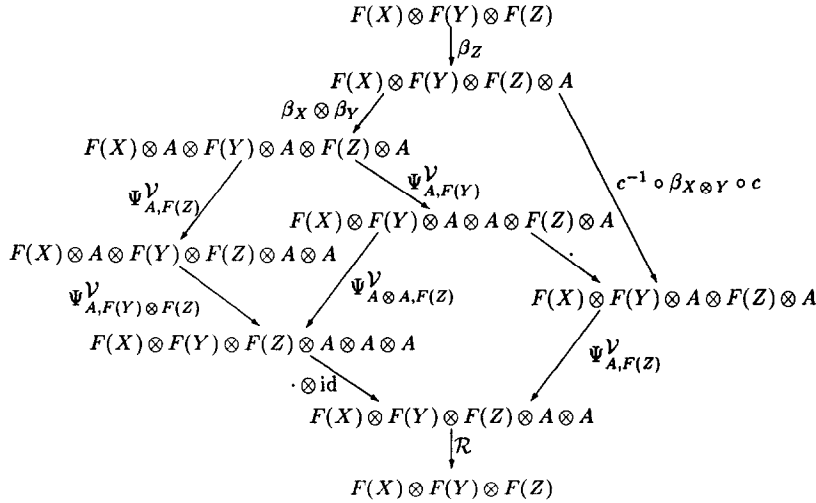 F(X) ⊗ F(Y) ⊗ F(Z)
β_Z
F(X) ⊗ F(Y) ⊗ F(Z) ⊗ A
β_X ⊗ β_Y
F(X) ⊗ A ⊗ F(Y) ⊗ A ⊗ F(Z) ⊗ A
Ψ^𝒱_{A,F(Z)}
Ψ^𝒱_{A,F(Y)}
c^{-1} ∘ β_{X⊗Y} ∘ c
F(X) ⊗ F(Y) ⊗ A ⊗ A ⊗ F(Z) ⊗ A
F(X) ⊗ A ⊗ F(Y) ⊗ F(Z) ⊗ A ⊗ A
·
Ψ^𝒱_{A,F(Y)⊗F(Z)}
Ψ^𝒱_{A⊗A,F(Z)}
F(X) ⊗ F(Y) ⊗ A ⊗ F(Z) ⊗ A
F(X) ⊗ F(Y) ⊗ F(Z) ⊗ A ⊗ A ⊗ A
Ψ^𝒱_{A,F(Z)}
· ⊗ id
F(X) ⊗ F(Y) ⊗ F(Z) ⊗ A ⊗ A
ℛ
F(X) ⊗ F(Y) ⊗ F(Z)